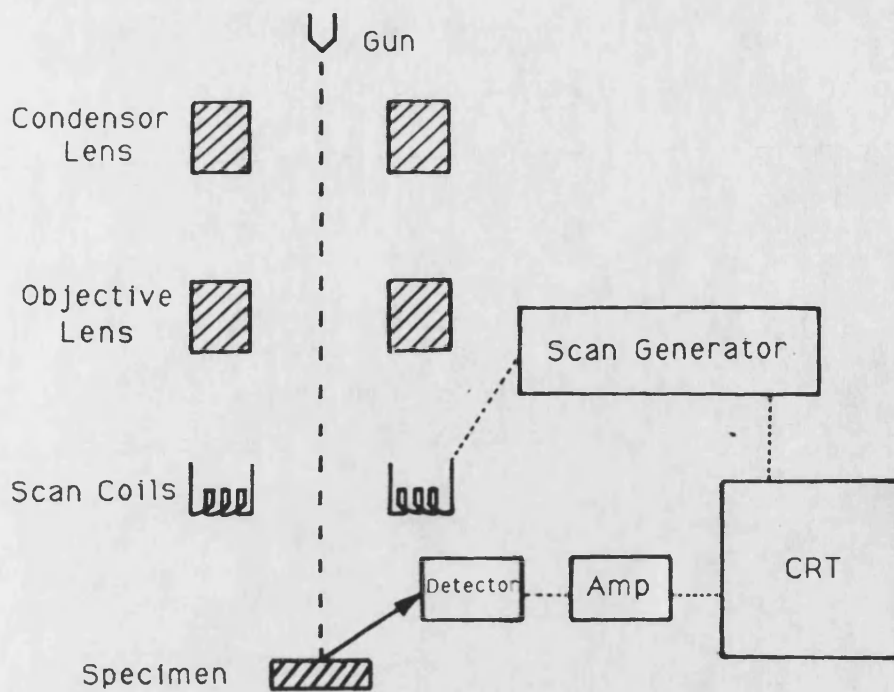 Gun
Condensor
Lens
Objective
Lens
Scan Generator
Scan Coils
Detector
Amp
CRT
Specimen